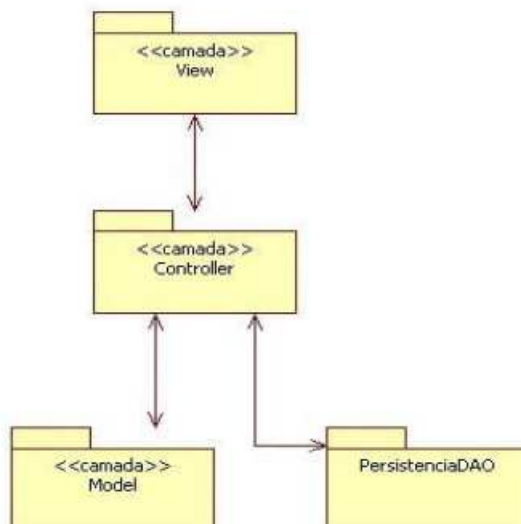 <<camada>>
View
<<camada>>
Controller
<<camada>>
Model
PersistenciaDAO